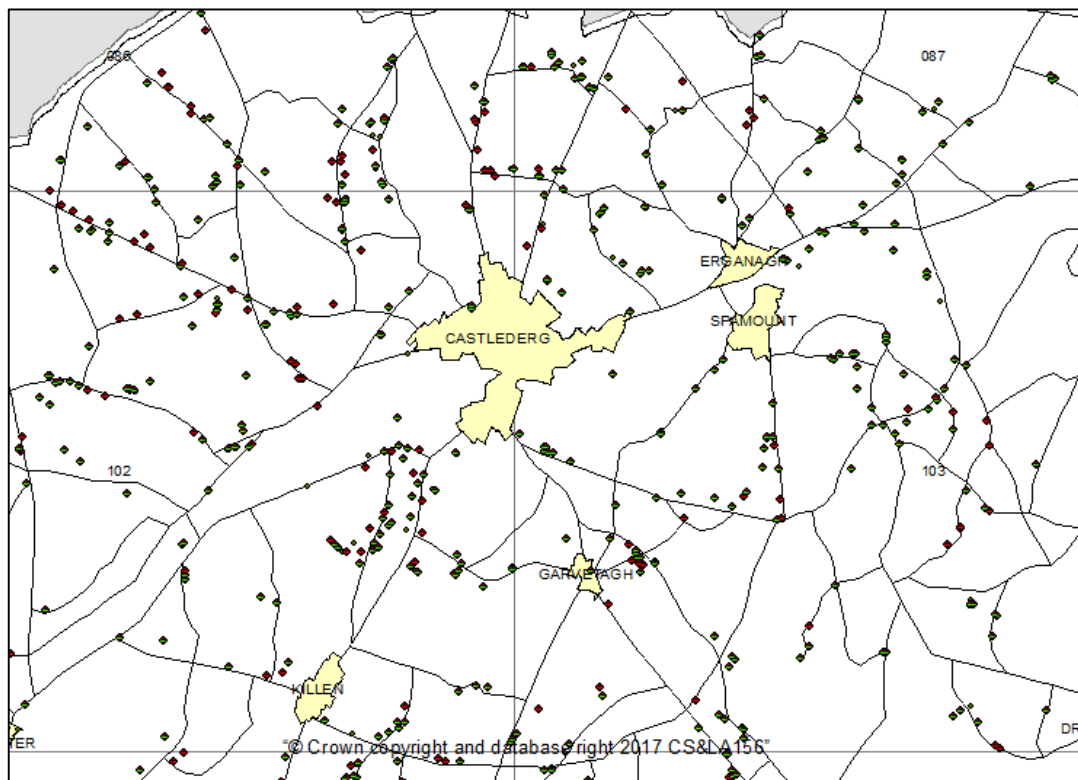 086
087
ERGANAGH
SPAMOUNT
CASTLEDERG
102
103
GARVETAGH
KILLEN
TER
DR
"© Crown copyright and database right 2017 CS&LA156"